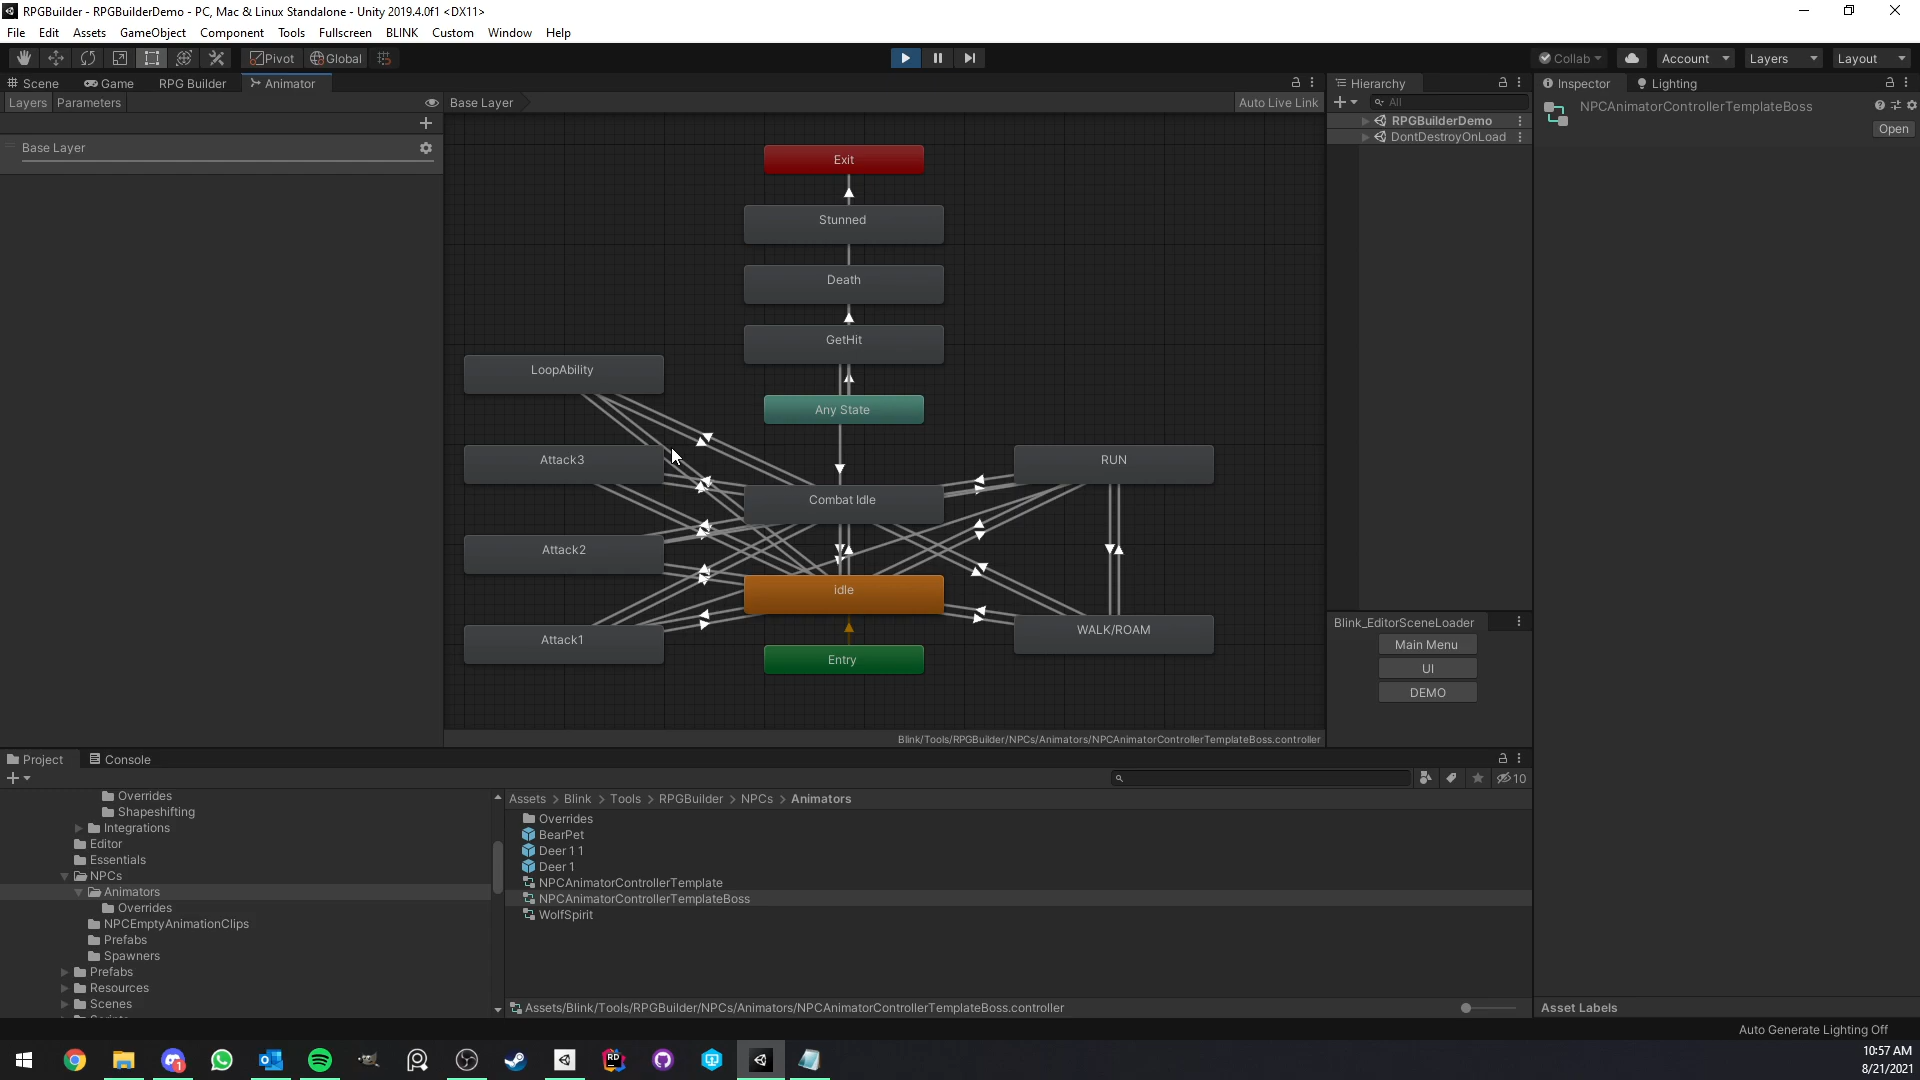 RPGBuilder - RPGBuilderDemo - PC, Mac & Linux Standalone - Unity 2019.4.0f1 <DX11>
File Edit Assets GameObject Component Tools Fullscreen BLINK Custom Window Help
Pivot Global Collab Account Layers Layout
Scene Game RPG Builder Animator Hierarchy Inspector Lighting
Layers Parameters Base Layer Auto Live Link All NPCAnimatorControllerTemplateBoss
RPGBuilderDemo
Open
DontDestroyOnLoad
Base Layer
Exit
Stunned
Death
GetHit
LoopAbility
Any State
Attack3
RUN
Combat Idle
Attack2
idle
Attack1
WALK/ROAM
Entry
Blink_EditorSceneLoader
Main Menu
UI
DEMO
Blink/Tools/RPGBuilder/NPCs/Animators/NPCAnimatorControllerTemplateBoss.controller
Project Console
10
Overrides
Shapeshifting
Integrations
Editor
Essentials
NPCs
Animators
Overrides
NPCEmptyAnimationClips
Prefabs
Spawners
Prefabs
Resources
Scenes
Assets > Blink > Tools > RPGBuilder > NPCs > Animators
Overrides
BearPet
Deer 1 1
Deer 1
NPCAnimatorControllerTemplate
NPCAnimatorControllerTemplateBoss
WolfSpirit
Assets/Blink/Tools/RPGBuilder/NPCs/Animators/NPCAnimatorControllerTemplateBoss.controller
Asset Labels
Auto Generate Lighting Off
RD
1
10:57 AM
8/21/2021